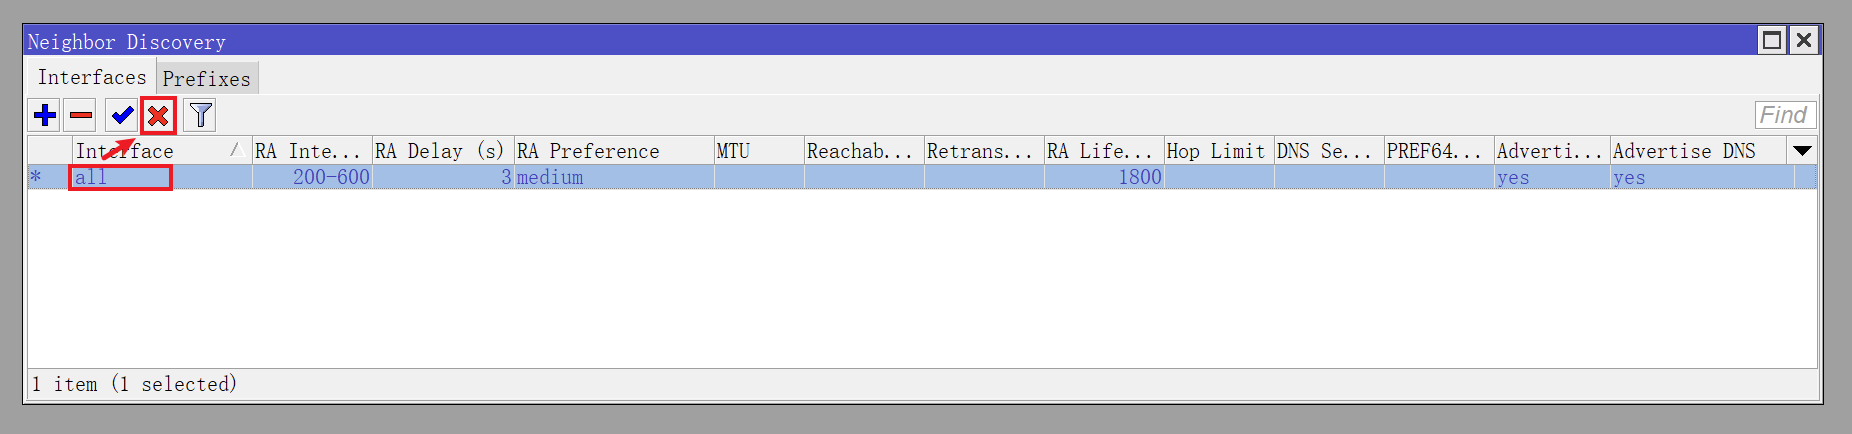 Neighbor Discovery
Interfaces Prefixes
Find
Interface RA Inte... RA Delay (s) RA Preference MTU Reachab... Retrans... RA Life... Hop Limit DNS Se... PREF64... Adverti... Advertise DNS
* all 200-600 3 medium 1800 yes yes
1 item (1 selected)